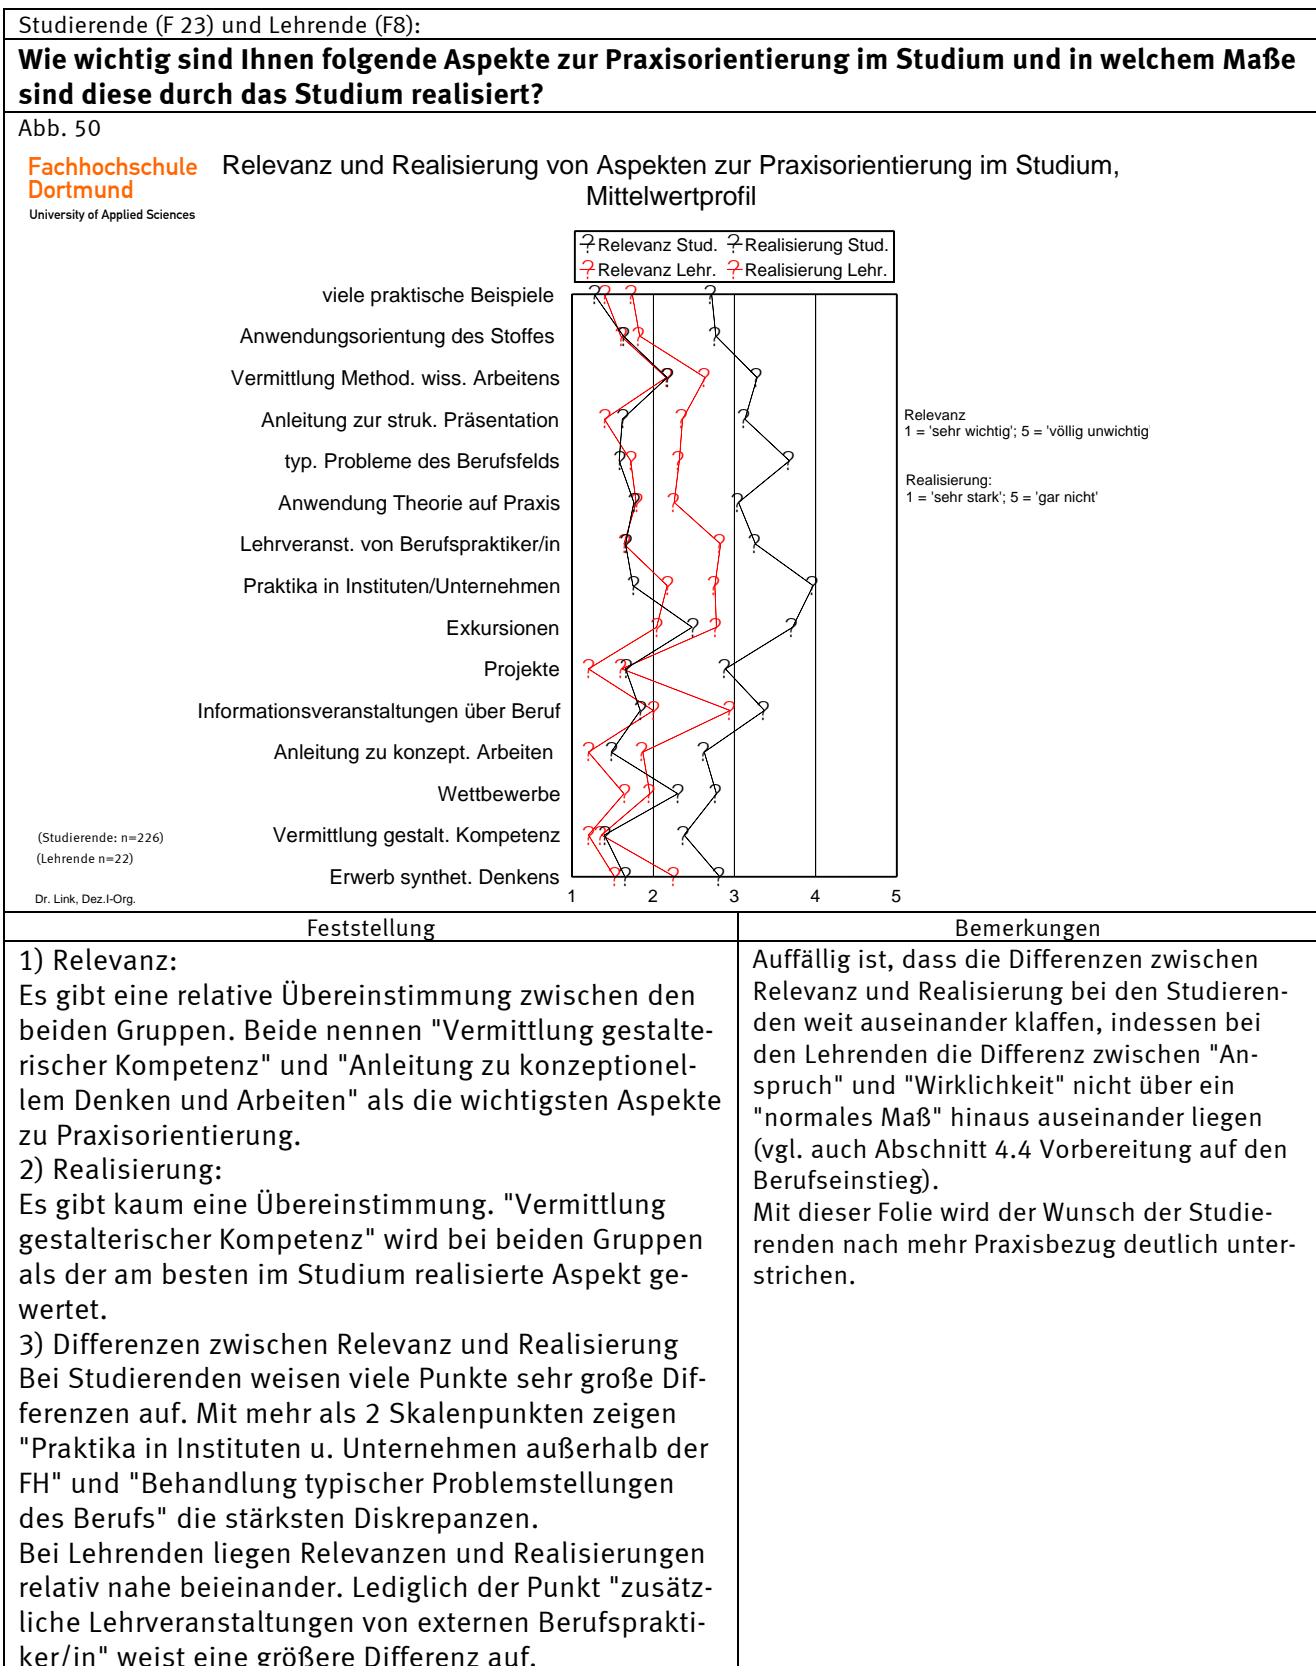 Studierende (F 23) und Lehrende (F8):
Wie wichtig sind Ihnen folgende Aspekte zur Praxisorientierung im Studium und in welchem Maße
sind diese durch das Studium realisiert?
Abb. 50
Fachhochschule
Dortmund
University of Applied Sciences
Relevanz und Realisierung von Aspekten zur Praxisorientierung im Studium,
Mittelwertprofil
? Relevanz Stud. ? Realisierung Stud.
? Relevanz Lehr. ? Realisierung Lehr.
viele praktische Beispiele
Anwendungsorientung des Stoffes
Vermittlung Method. wiss. Arbeitens
Anleitung zur struk. Präsentation
typ. Probleme des Berufsfelds
Anwendung Theorie auf Praxis
Lehrveranst. von Berufspraktiker/in
Praktika in Instituten/Unternehmen
Exkursionen
Projekte
Informationsveranstaltungen über Beruf
Anleitung zu konzept. Arbeiten
Wettbewerbe
Vermittlung gestalt. Kompetenz
Erwerb synthet. Denkens
1 2 3 4 5
Relevanz
1 = 'sehr wichtig'; 5 = 'völlig unwichtig'
Realisierung:
1 = 'sehr stark'; 5 = 'gar nicht'
(Studierende: n=226)
(Lehrende n=22)
Dr. Link, Dez.I-Org.
Feststellung
1) Relevanz:
Es gibt eine relative Übereinstimmung zwischen den
beiden Gruppen. Beide nennen "Vermittlung gestalte-
rischer Kompetenz" und "Anleitung zu konzeptionel-
lem Denken und Arbeiten" als die wichtigsten Aspekte
zu Praxisorientierung.
2) Realisierung:
Es gibt kaum eine Übereinstimmung. "Vermittlung
gestalterischer Kompetenz" wird bei beiden Gruppen
als der am besten im Studium realisierte Aspekt ge-
wertet.
3) Differenzen zwischen Relevanz und Realisierung
Bei Studierenden weisen viele Punkte sehr große Dif-
ferenzen auf. Mit mehr als 2 Skalenpunkten zeigen
"Praktika in Instituten u. Unternehmen außerhalb der
FH" und "Behandlung typischer Problemstellungen
des Berufs" die stärksten Diskrepanzen.
Bei Lehrenden liegen Relevanzen und Realisierungen
relativ nahe beieinander. Lediglich der Punkt "zusätz-
liche Lehrveranstaltungen von externen Berufsprakti-
ker/in" weist eine größere Differenz auf.
Bemerkungen
Auffällig ist, dass die Differenzen zwischen
Relevanz und Realisierung bei den Studieren-
den weit auseinander klaffen, indessen bei
den Lehrenden die Differenz zwischen "An-
spruch" und "Wirklichkeit" nicht über ein
"normales Maß" hinaus auseinander liegen
(vgl. auch Abschnitt 4.4 Vorbereitung auf den
Berufseinstieg).
Mit dieser Folie wird der Wunsch der Studie-
renden nach mehr Praxisbezug deutlich unter-
strichen.